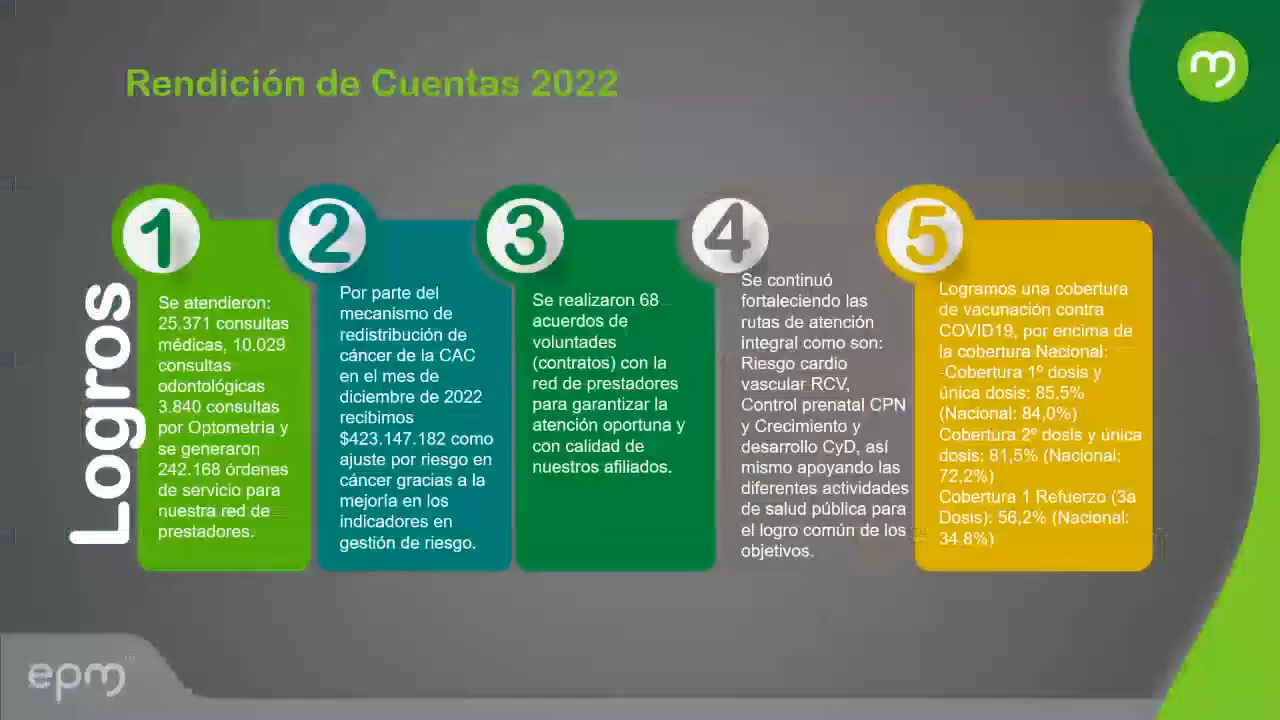 Rendición de Cuentas 2022
Logros
1
Se atendieron:
25.371 consultas
médicas, 10.029
consultas
odontológicas
3.840 consultas
por Optometria y
se generaron
242.168 órdenes
de servicio para
nuestra red de
prestadores.
2
Por parte del
mecanismo de
redistribución de
cáncer de la CAC
en el mes de
diciembre de 2022
recibimos
$423.147.182 como
ajuste por riesgo en
cáncer gracias a la
mejoría en los
indicadores en
gestión de riesgo.
3
Se realizaron 68
acuerdos de
voluntades
(contratos) con la
red de prestadores
para garantizar la
atención oportuna y
con calidad de
nuestros afiliados.
4
Se continuó
fortaleciendo las
rutas de atención
integral como son:
Riesgo cardio
vascular RCV,
Control prenatal CPN
y Crecimiento y
desarrollo CyD, así
mismo apoyando las
diferentes actividades
de salud pública para
el logro común de los
objetivos.
5
Logramos una cobertura
de vacunación contra
COVID19, por encima de
la cobertura Nacional:
-Cobertura 1º dosis y
única dosis: 85,5%
(Nacional: 84,0%)
Cobertura 2º dosis y única
dosis: 81,5% (Nacional:
72,2%)
Cobertura 1 Refuerzo (3a
Dosis): 56,2% (Nacional:
34.8%)
epm